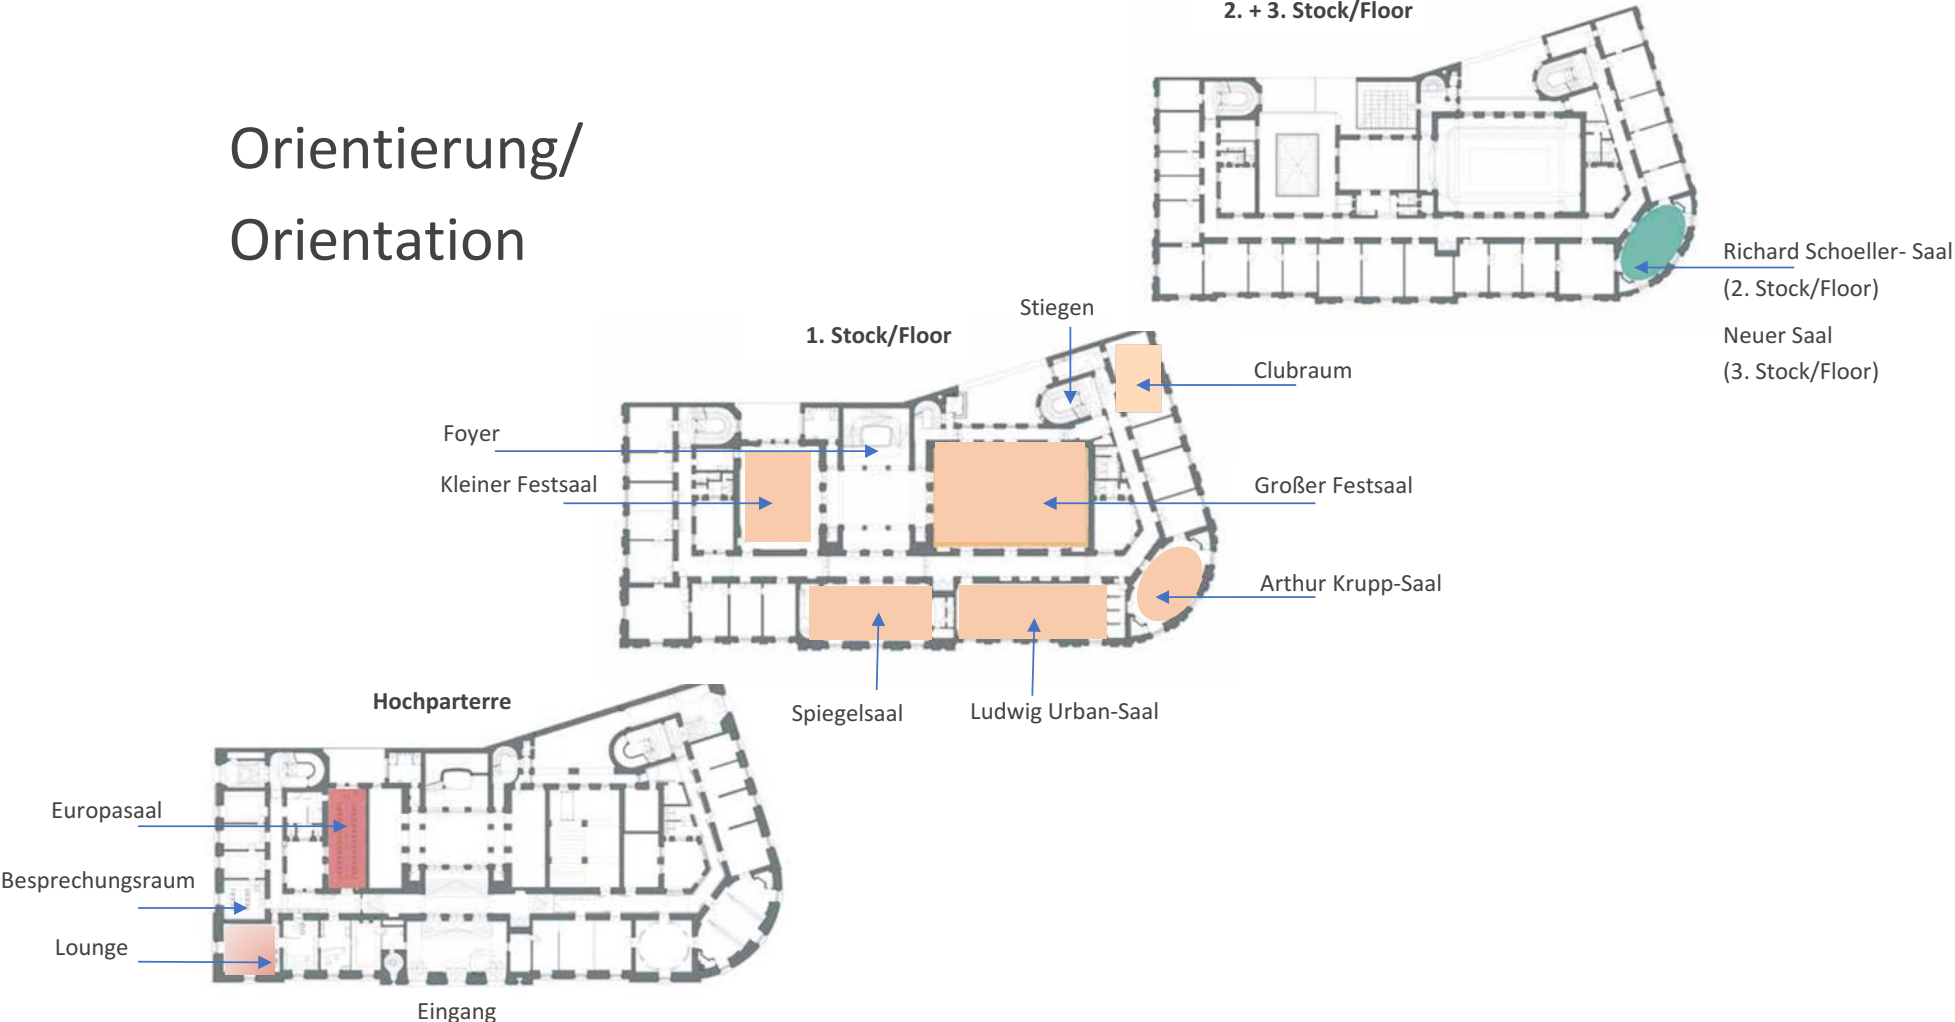 2. + 3. Stock/Floor
Orientierung/
Orientation
Richard Schoeller- Saal
(2. Stock/Floor)
Neuer Saal
(3. Stock/Floor)
Stiegen
1. Stock/Floor
Clubraum
Foyer
Kleiner Festsaal
Großer Festsaal
Arthur Krupp-Saal
Spiegelsaal
Ludwig Urban-Saal
Hochparterre
Europasaal
Besprechungsraum
Lounge
Eingang